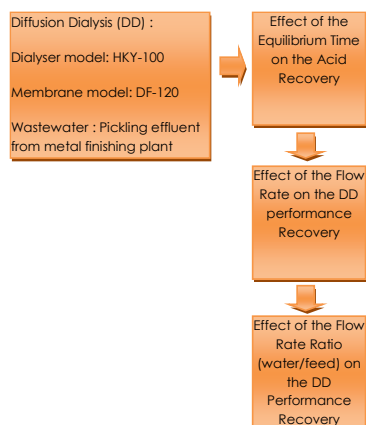 Diffusion Dialysis (DD) :
Dialyser model: HKY-100
Membrane model: DF-120
Wastewater : Pickling effluent
from metal finishing plant
Effect of the
Equilibrium Time
on the Acid
Recovery
Effect of the Flow
Rate on the DD
performance
Recovery
Effect of the Flow
Rate Ratio
(water/feed) on
the DD
Performance
Recovery